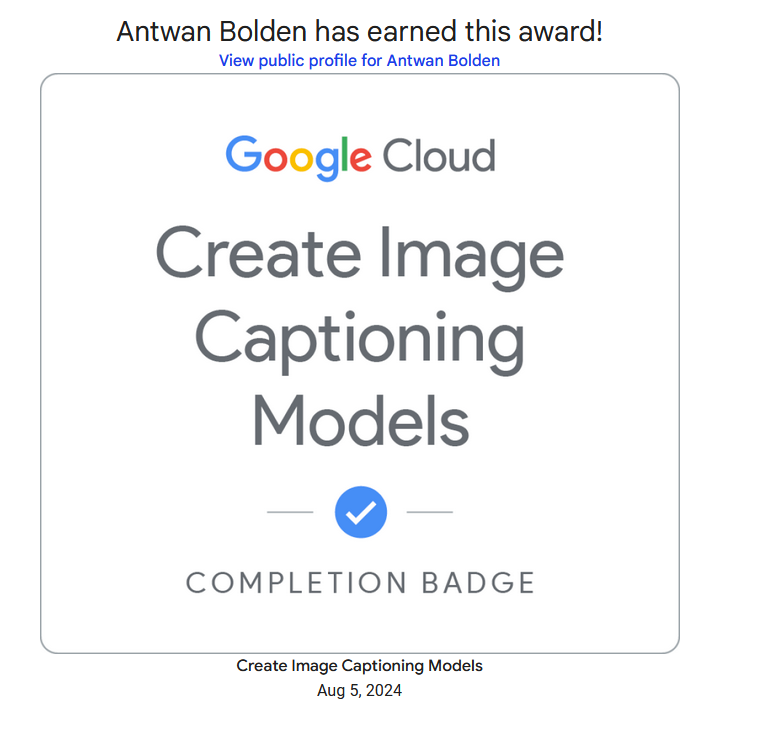 Antwan Bolden has earned this award!
View public profile for Antwan Bolden
Google Cloud
Create Image
Captioning
Models
COMPLETION BADGE
Create Image Captioning Models
Aug 5, 2024